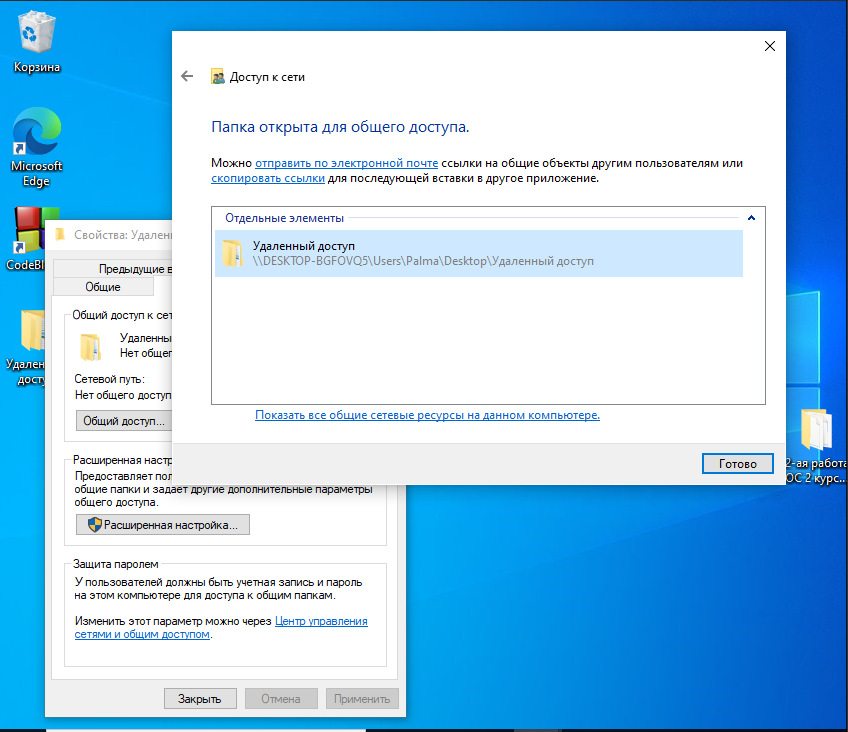 Корзина
Microsoft
Edge
CodeBl
Удален
досту
Доступ к сети
Папка открыта для общего доступа.
Можно отправить по электронной почте ссылки на общие объекты другим пользователям или
скопировать ссылки для последующей вставки в другое приложение.
Отдельные элементы
Удаленный доступ
\\DESKTOP-BGFOVQ5\Users\Palma\Desktop\Удаленный доступ
Показать все общие сетевые ресурсы на данном компьютере.
Готово
Свойства: Удален
Предыдущие в
Общие
Общий доступ к сет
Удаленны
Нет общег
Сетевой путь:
Нет общего доступ
Общий доступ...
Расширенная настр
Предоставляет пол
общие папки и задает другие дополнительные параметры
общего доступа.
Расширенная настройка...
Защита паролем
У пользователей должны быть учетная запись и пароль
на этом компьютере для доступа к общим папкам.
Изменить этот параметр можно через Центр управления
сетями и общим доступом.
Закрыть
Отмена
Применить
2-ая работа
ОС 2 курс...